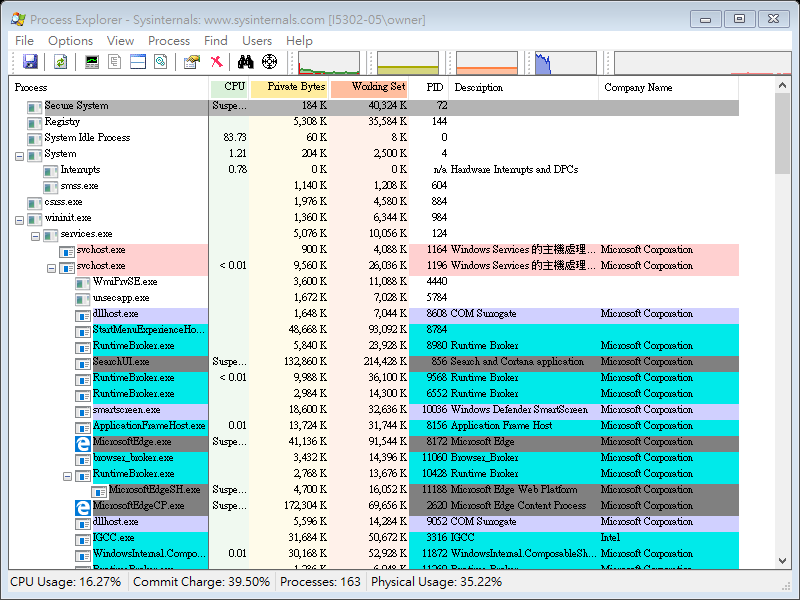 Process Explorer - Sysinternals: www.sysinternals.com [I5302-05\owner]
File Options View Process Find Users Help
Process CPU Private Bytes Working Set PID Description Company Name
Secure System Suspe... 184 K 40,324 K 72
Registry 5,308 K 35,584 K 144
System Idle Process 83.73 60 K 8 K 0
System 1.21 204 K 2,500 K 4
Interrupts 0.78 0 K 0 K n/a Hardware Interrupts and DPCs
smss.exe 1,140 K 1,208 K 604
csrss.exe 1,976 K 4,580 K 884
wininit.exe 1,360 K 6,344 K 984
services.exe 5,076 K 10,056 K 124
svchost.exe 900 K 4,088 K 1164 Windows Services 的主機處理... Microsoft Corporation
svchost.exe < 0.01 9,560 K 26,036 K 1196 Windows Services 的主機處理... Microsoft Corporation
WmiPrvSE.exe 3,600 K 11,088 K 4440
unsecapp.exe 1,672 K 7,028 K 5784
dllhost.exe 1,648 K 7,044 K 8608 COM Surrogate Microsoft Corporation
StartMenuExperienceHo... 48,668 K 93,092 K 8784
RuntimeBroker.exe 5,840 K 23,928 K 8980 Runtime Broker Microsoft Corporation
SearchUI.exe Suspe... 132,860 K 214,428 K 856 Search and Cortana application Microsoft Corporation
RuntimeBroker.exe < 0.01 9,988 K 36,100 K 9568 Runtime Broker Microsoft Corporation
RuntimeBroker.exe 2,984 K 14,300 K 6552 Runtime Broker Microsoft Corporation
smartscreen.exe 18,600 K 32,636 K 10036 Windows Defender SmartScreen Microsoft Corporation
ApplicationFrameHost.exe 0.01 13,724 K 31,744 K 8156 Application Frame Host Microsoft Corporation
MicrosoftEdge.exe Suspe... 41,136 K 91,544 K 8172 Microsoft Edge Microsoft Corporation
browser_broker.exe 3,432 K 14,396 K 11060 Browser_Broker Microsoft Corporation
RuntimeBroker.exe 2,768 K 13,676 K 10428 Runtime Broker Microsoft Corporation
MicrosoftEdgeSH.exe Suspe... 4,700 K 16,052 K 11188 Microsoft Edge Web Platform Microsoft Corporation
MicrosoftEdgeCP.exe Suspe... 172,304 K 69,656 K 2620 Microsoft Edge Content Process Microsoft Corporation
dllhost.exe 5,596 K 14,284 K 9052 COM Surrogate Microsoft Corporation
IGCC.exe 31,684 K 50,672 K 3316 IGCC Intel
WindowsInternal.Compo... 0.01 30,168 K 52,928 K 11872 WindowsInternal.ComposableSh... Microsoft Corporation
RuntimeBroker.exe Runtime Broker Microsoft Corporation
CPU Usage: 16.27% Commit Charge: 39.50% Processes: 163 Physical Usage: 35.22%